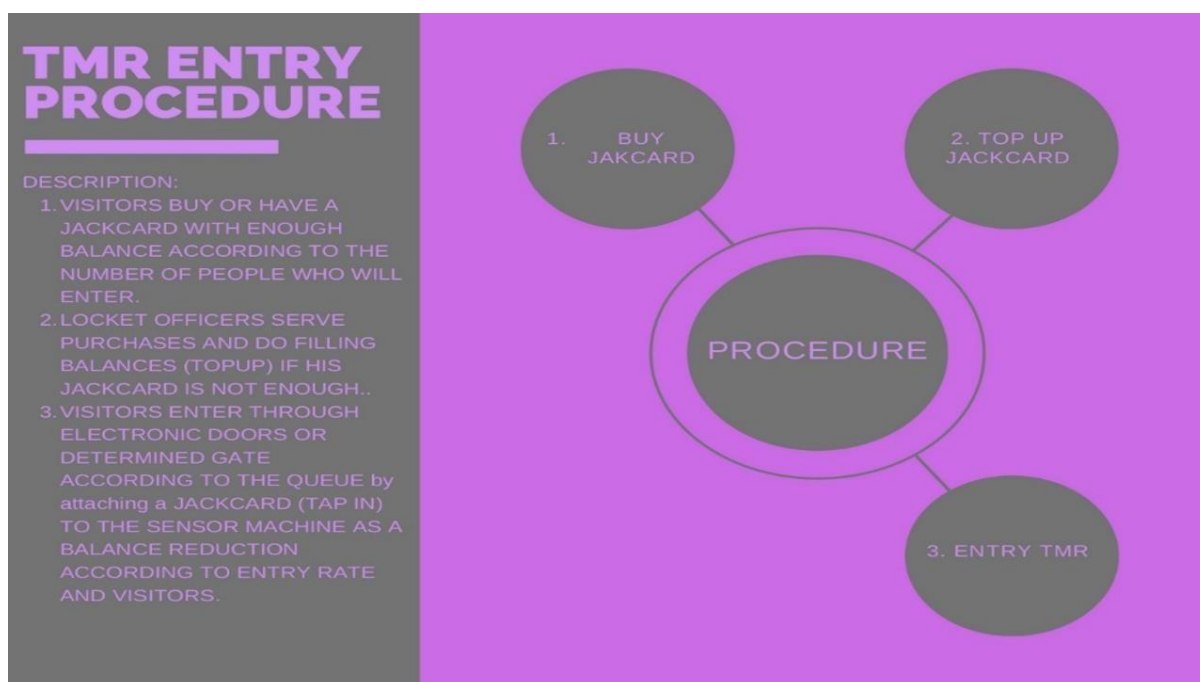 TMR ENTRY
PROCEDURE
DESCRIPTION:
1. VISITORS BUY OR HAVE A
JACKCARD WITH ENOUGH
BALANCE ACCORDING TO THE
NUMBER OF PEOPLE WHO WILL
ENTER.
2. LOCKET OFFICERS SERVE
PURCHASES AND DO FILLING
BALANCES (TOPUP) IF HIS
JACKCARD IS NOT ENOUGH..
3. VISITORS ENTER THROUGH
ELECTRONIC DOORS OR
DETERMINED GATE
ACCORDING TO THE QUEUE by
attaching a JACKCARD (TAP IN)
TO THE SENSOR MACHINE AS A
BALANCE REDUCTION
ACCORDING TO ENTRY RATE
AND VISITORS.
1. BUY
JAKCARD
2. TOP UP
JACKCARD
PROCEDURE
3. ENTRY TMR